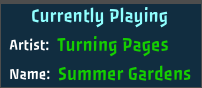 Currently Playing
Artist: Turning Pages
Name: Summer Gardens